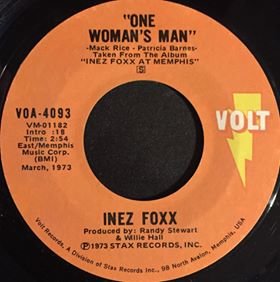 "ONE
WOMAN'S MAN"
-Mack Rice - Patricia Barnes-
Taken From The Album
"INEZ FOXX AT MEMPHIS"
S
VOA-4093
VM-01182
Intro : :18
Time: 2:54
East/Memphis
Music Corp.
(BMI)
March, 1973
VOLT
INEZ FOXX
Produced by: Randy Stewart
& Willie Hall
Ⓟ1973 STAX RECORDS, INC.
Volt Records, A Division of Stax Records Inc., 98 North Avalon, Memphis, USA